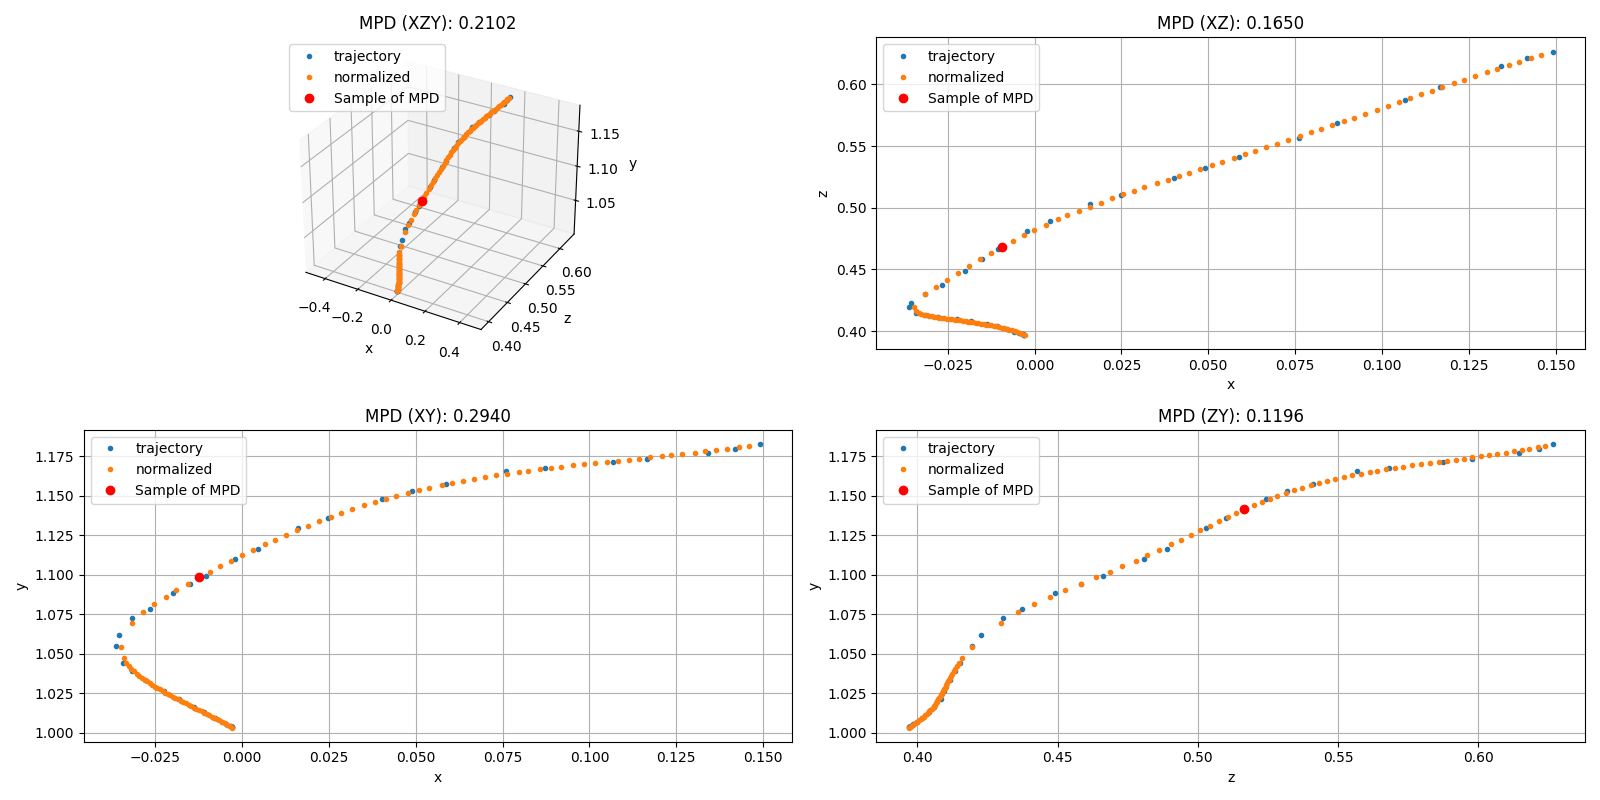 MPD (XZY): 0.2102
trajectory
normalized
Sample of MPD
1.15
1.10
1.05
y
−0.4
−0.2
0.0
0.2
0.4
x
0.40
0.45
0.50
0.55
0.60
z
MPD (XZ): 0.1650
trajectory
normalized
Sample of MPD
0.60
0.55
0.50
0.45
0.40
z
−0.025
0.000
0.025
0.050
0.075
0.100
0.125
0.150
x
MPD (XY): 0.2940
trajectory
normalized
Sample of MPD
1.175
1.150
1.125
1.100
1.075
1.050
1.025
1.000
y
−0.025
0.000
0.025
0.050
0.075
0.100
0.125
0.150
x
MPD (ZY): 0.1196
trajectory
normalized
Sample of MPD
1.175
1.150
1.125
1.100
1.075
1.050
1.025
1.000
y
0.40
0.45
0.50
0.55
0.60
z